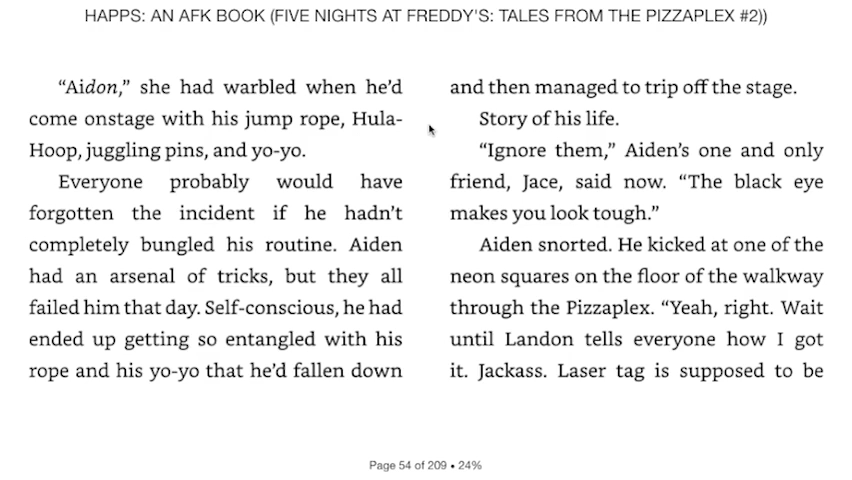 HAPPS: AN AFK BOOK (FIVE NIGHTS AT FREDDY'S: TALES FROM THE PIZZAPLEX #2))
“Aidon,” she had warbled when he’d
come onstage with his jump rope, Hula-
Hoop, juggling pins, and yo-yo.
Everyone probably would have
forgotten the incident if he hadn’t
completely bungled his routine. Aiden
had an arsenal of tricks, but they all
failed him that day. Self-conscious, he had
ended up getting so entangled with his
rope and his yo-yo that he’d fallen down
and then managed to trip off the stage.
Story of his life.
“Ignore them,” Aiden’s one and only
friend, Jace, said now. “The black eye
makes you look tough.”
Aiden snorted. He kicked at one of the
neon squares on the floor of the walkway
through the Pizzaplex. “Yeah, right. Wait
until Landon tells everyone how I got
it. Jackass. Laser tag is supposed to be
Page 54 of 209 • 24%